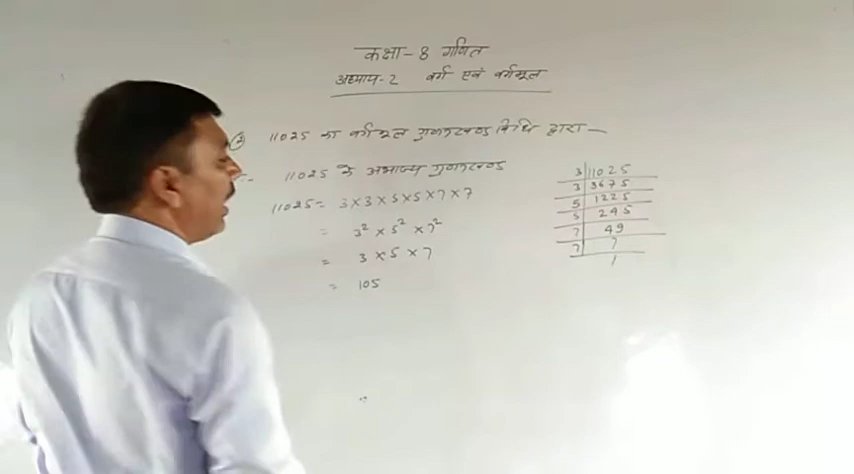 कक्षा - 8 गणित
अध्याय - 2 वर्ग एवं वर्गमूल
② 11025 का वर्गमूल गुणनखण्ड विधि द्वारा —
11025 के अभाज्य गुणनखण्ड
11025 = 3 × 3 × 5 × 5 × 7 × 7
= 3² × 5² × 7²
= 3 × 5 × 7
= 105
3 | 11025
3 | 3675
5 | 1225
5 | 245
7 | 49
7 | 7
1